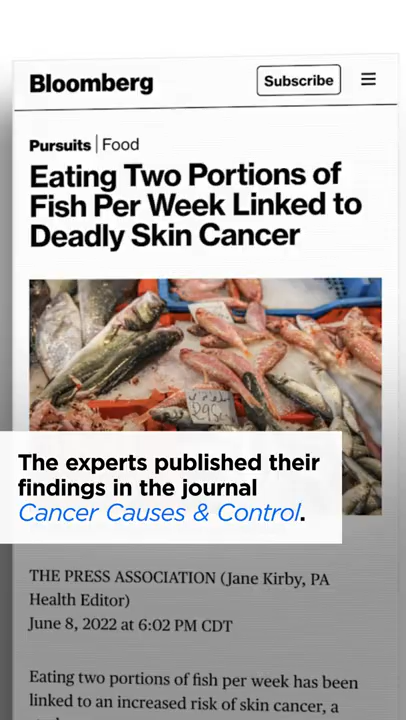 Bloomberg
Subscribe
Pursuits | Food
Eating Two Portions of
Fish Per Week Linked to
Deadly Skin Cancer
The experts published their
findings in the journal
Cancer Causes & Control.
THE PRESS ASSOCIATION (Jane Kirby, PA
Health Editor)
June 8, 2022 at 6:02 PM CDT
Eating two portions of fish per week has been
linked to an increased risk of skin cancer, a